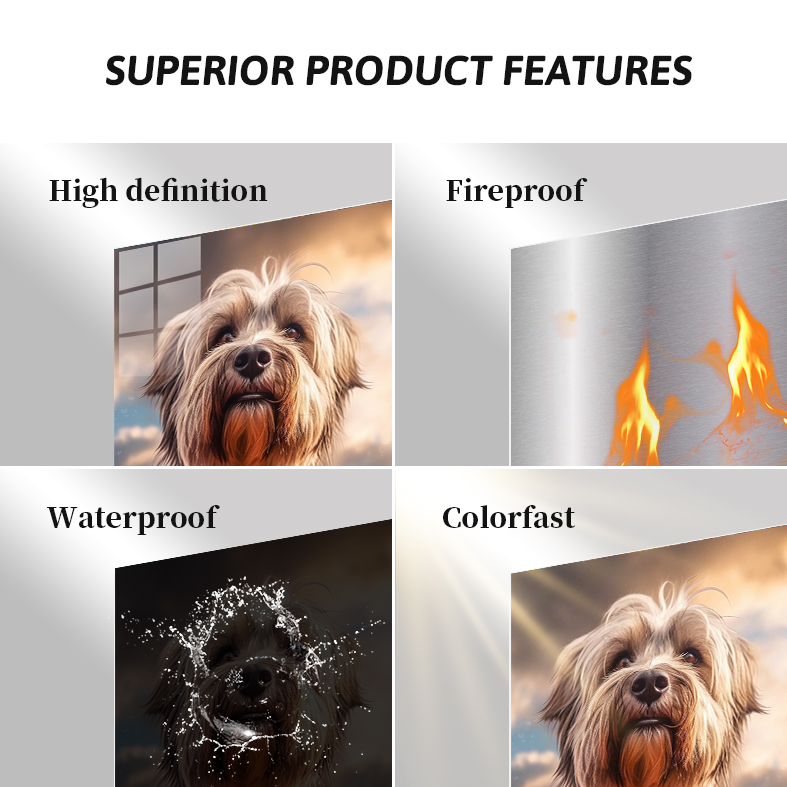 SUPERIOR PRODUCT FEATURES
High definition
Fireproof
Waterproof
Colorfast